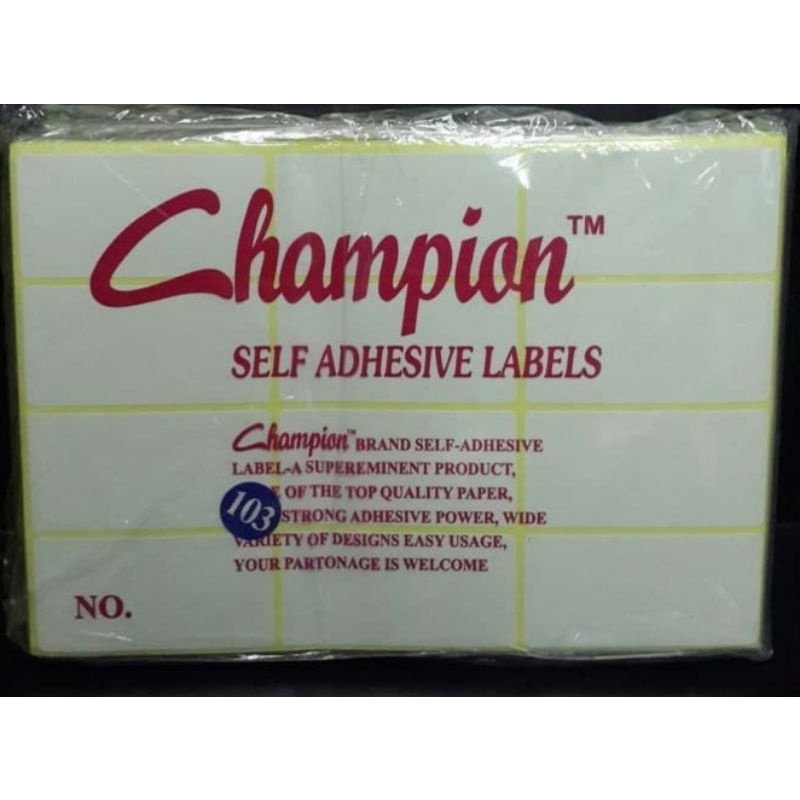 Champion™
SELF ADHESIVE LABELS
Champion™ BRAND SELF-ADHESIVE
LABEL-A SUPEREMINENT PRODUCT,
OF THE TOP QUALITY PAPER,
103 STRONG ADHESIVE POWER, WIDE
VARIETY OF DESIGNS EASY USAGE,
YOUR PARTONAGE IS WELCOME
NO.